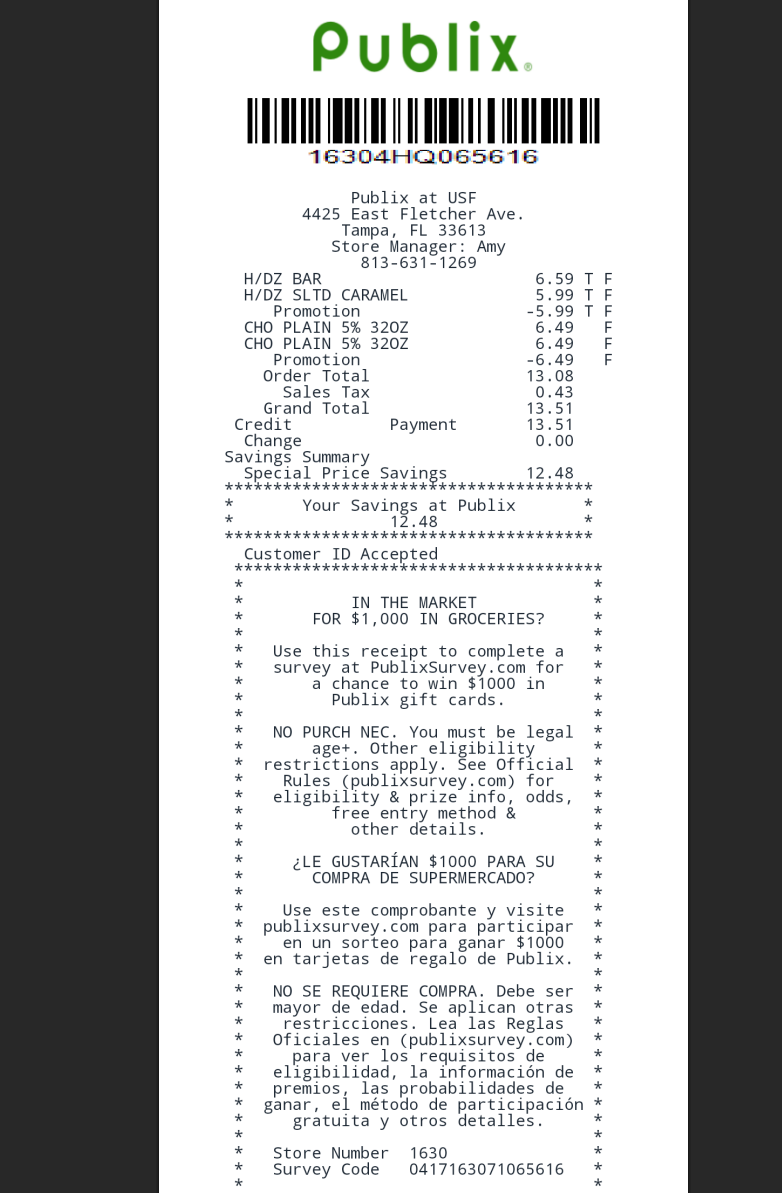 Publix®
16304HQ065616
Publix at USF
4425 East Fletcher Ave.
Tampa, FL 33613
Store Manager: Amy
813-631-1269
H/DZ BAR 6.59 T F
H/DZ SLTD CARAMEL 5.99 T F
Promotion -5.99 T F
CHO PLAIN 5% 32OZ 6.49 F
CHO PLAIN 5% 32OZ 6.49 F
Promotion -6.49 F
Order Total 13.08
Sales Tax 0.43
Grand Total 13.51
Credit Payment 13.51
Change 0.00
Savings Summary
Special Price Savings 12.48
**************************************
* Your Savings at Publix *
* 12.48 *
**************************************
Customer ID Accepted
**************************************
* *
* IN THE MARKET *
* FOR $1,000 IN GROCERIES? *
* *
* Use this receipt to complete a *
* survey at PublixSurvey.com for *
* a chance to win $1000 in *
* Publix gift cards. *
* *
* NO PURCH NEC. You must be legal *
* age+. Other eligibility *
* restrictions apply. See Official *
* Rules (publixsurvey.com) for *
* eligibility & prize info, odds, *
* free entry method & *
* other details. *
* *
* ¿LE GUSTARÍAN $1000 PARA SU *
* COMPRA DE SUPERMERCADO? *
* *
* Use este comprobante y visite *
* publixsurvey.com para participar *
* en un sorteo para ganar $1000 *
* en tarjetas de regalo de Publix. *
* *
* NO SE REQUIERE COMPRA. Debe ser *
* mayor de edad. Se aplican otras *
* restricciones. Lea las Reglas *
* Oficiales en (publixsurvey.com) *
* para ver los requisitos de *
* eligibilidad, la información de *
* premios, las probabilidades de *
* ganar, el método de participación *
* gratuita y otros detalles. *
* *
* Store Number 1630 *
* Survey Code 0417163071065616 *
* *